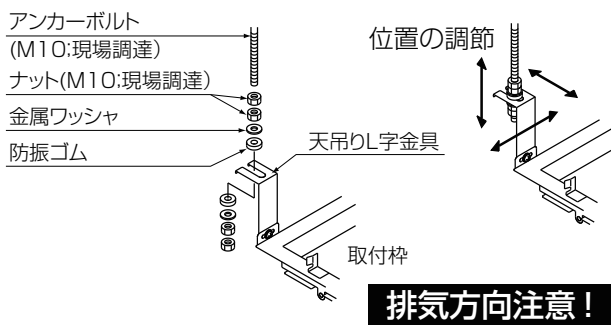 アンカーボルト
(M10;現場調達)
ナット(M10;現場調達)
金属ワッシャ
防振ゴム
天吊りL字金具
取付枠
位置の調節
排気方向注意!